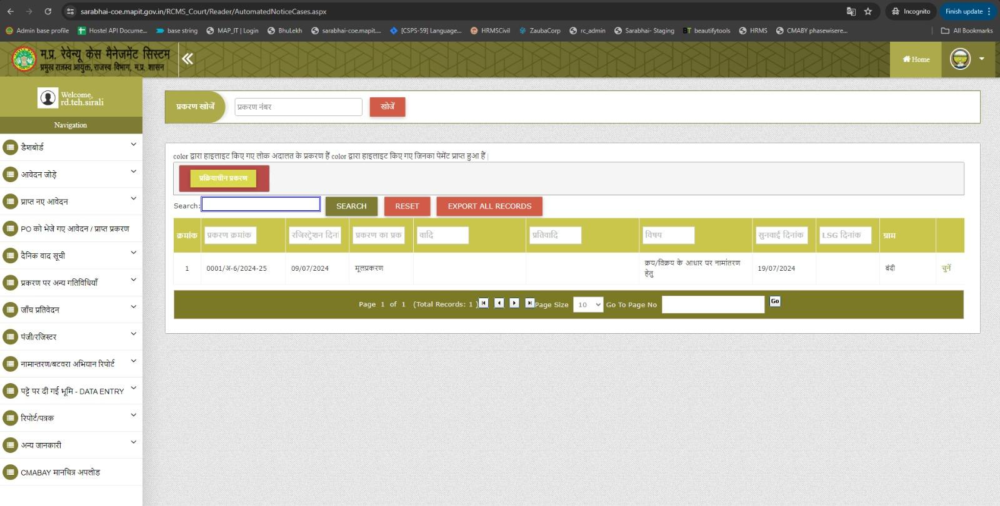 sarabhai-coe.mapit.gov.in/RCMS_Court/Reader/AutomatedNoticeCases.aspx
Incognito
Finish update
Admin base profile
Hostel API Docume...
base string
MAP_IT | Login
BhuLekh
sarabhai-coe.mapit....
[CSPS-59] Language...
HRMSCivil
ZaubaCorp
rc_admin
Sarabhai- Staging
BT beautifytools
HRMS
CMABY phasewisere...
All Bookmarks
म.प्र. रेवेन्यू केस मैनेजमेंट सिस्टम
प्रमुख राजस्व आयुक्त, राजस्व विभाग, म.प्र. शासन
Home
Welcome,
rd.teh.sirali
Navigation
डैशबोर्ड
आवेदन जोड़े
प्राप्त नए आवेदन
PO को भेजे गए आवेदन / प्राप्त प्रकरण
दैनिक वाद सूची
प्रकरण पर अन्य गतिविधियाँ
जाँच प्रतिवेदन
पंजी/रजिस्टर
नामान्तरण/बटवरा अभियान रिपोर्ट
पट्टे पर दी गई भूमि - DATA ENTRY
रिपोर्ट/पत्रक
अन्य जानकारी
CMABAY मानचित्र अपलोड
प्रकरण खोजें
प्रकरण नंबर
खोजें
color द्वारा हाइलाइट किए गए लोक अदालत के प्रकरण हैं color द्वारा हाइलाइट किए गए जिनका पेमेंट प्राप्त हुआ हैं |
प्रक्रियाधीन प्रकरण
Search:
SEARCH
RESET
EXPORT ALL RECORDS
क्रमांक
प्रकरण क्रमांक
रजिस्ट्रेशन दिनां
प्रकरण का प्रक
वादि
प्रतिवादि
विषय
सुनवाई दिनांक
LSG दिनांक
ग्राम
1
0001/अ-6/2024-25
09/07/2024
मूलप्रकरण
क्रय/विक्रय के आधार पर नामांतरण
हेतु
19/07/2024
बंदी
चुनें
Page 1 of 1 (Total Records: 1 )
Page Size
10
Go To Page No
Go